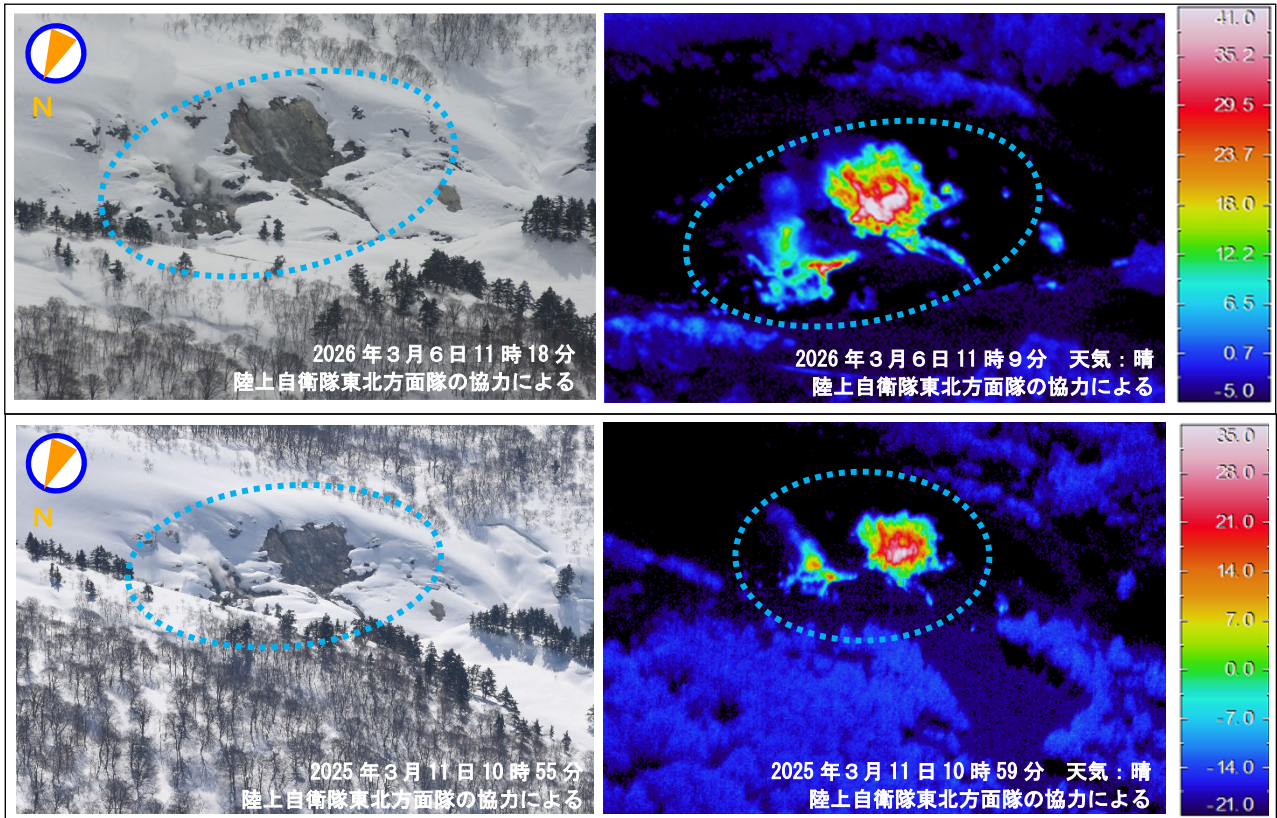 N
2026年3月6日11時18分
陸上自衛隊東北方面隊の協力による
2026年3月6日11時9分 天気:晴
陸上自衛隊東北方面隊の協力による
41.0
35.2
29.5
23.7
18.0
12.2
6.5
0.7
-5.0
N
2025年3月11日10時55分
陸上自衛隊東北方面隊の協力による
2025年3月11日10時59分 天気:晴
陸上自衛隊東北方面隊の協力による
35.0
28.0
21.0
14.0
7.0
0.0
-7.0
-14.0
-21.0